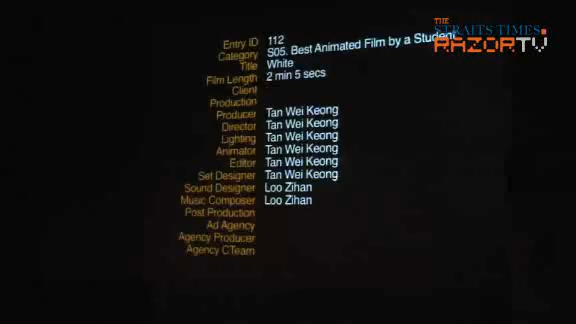 THE
STRAITS TIMES
RAZORTV
Entry ID 112
Category S05. Best Animated Film by a Student
Title White
Film Length 2 min 5 secs
Client
Production
Producer Tan Wei Keong
Director Tan Wei Keong
Lighting Tan Wei Keong
Animator Tan Wei Keong
Editor Tan Wei Keong
Set Designer Tan Wei Keong
Sound Designer Loo Zihan
Music Composer Loo Zihan
Post Production
Ad Agency
Agency Producer
Agency CTeam